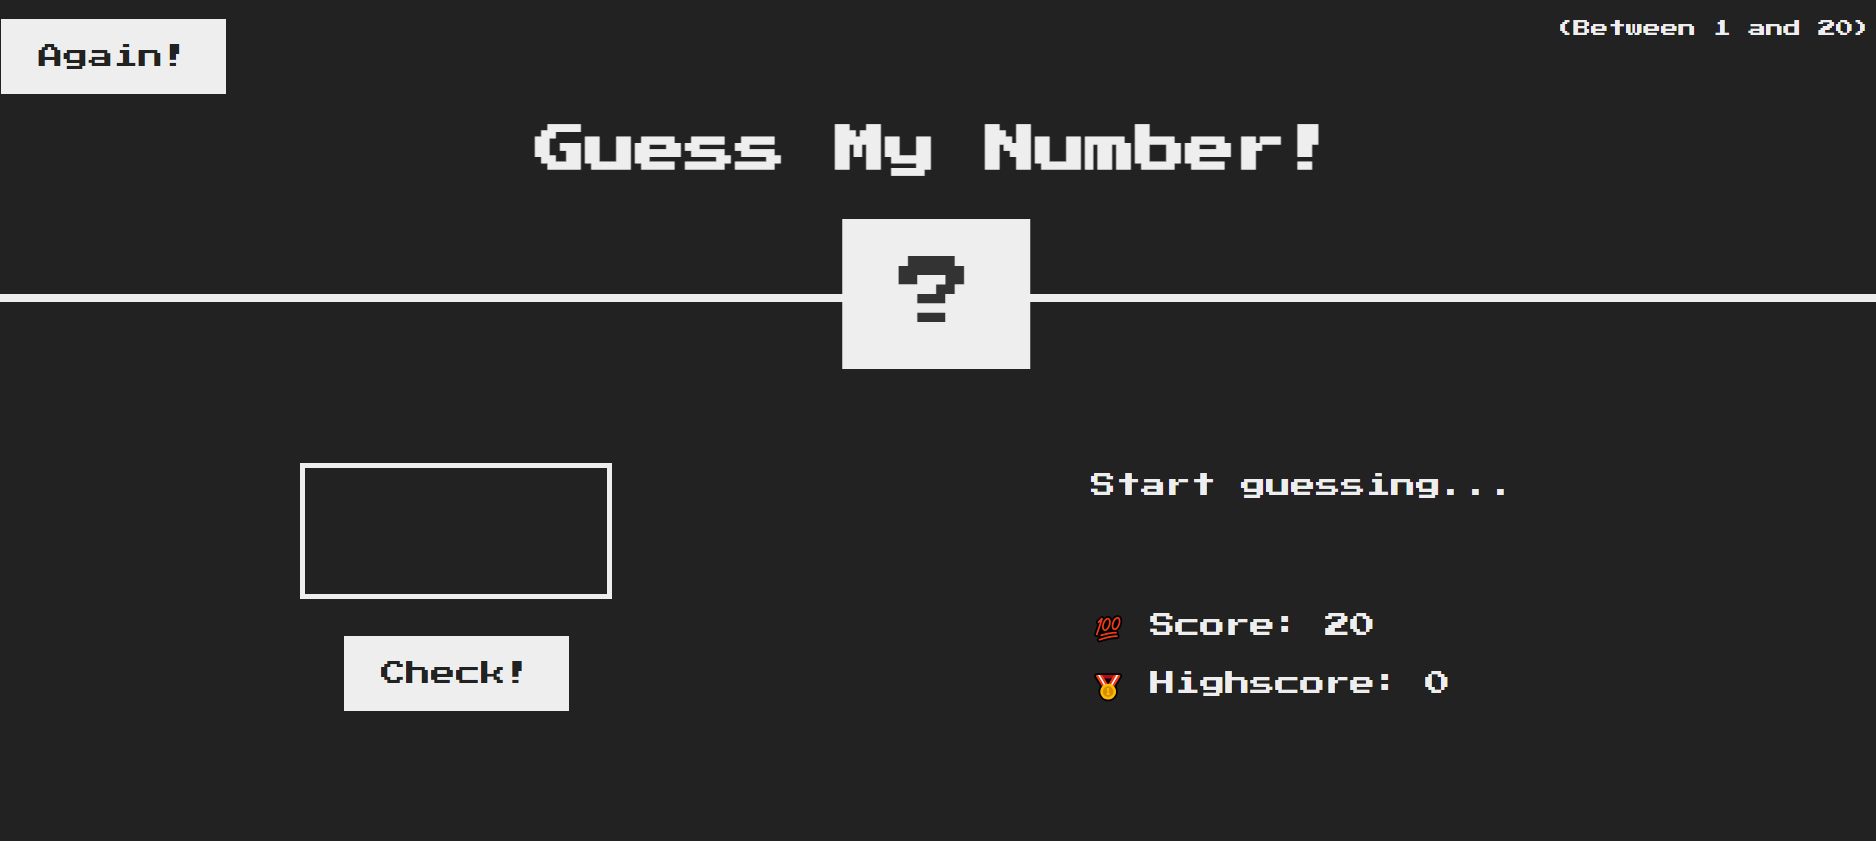 Again!
(Between 1 and 20)
Guess My Number!
?
Start guessing...
Check!
💯 Score: 20
🥇 Highscore: 0